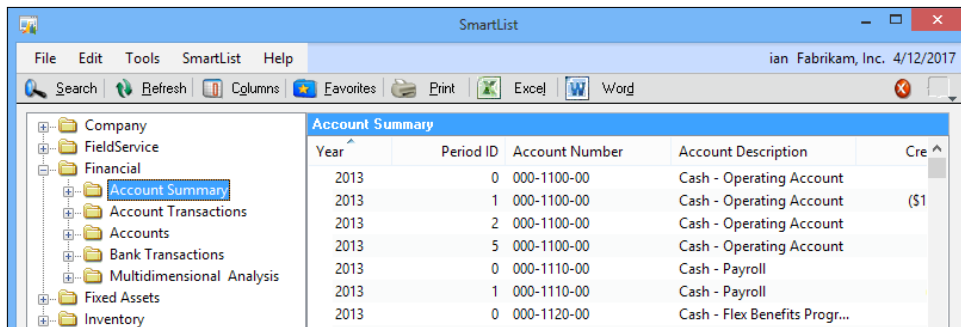 SmartList
File Edit Tools SmartList Help ian Fabrikam, Inc. 4/12/2017
Search Refresh Columns Favorites Print Excel Word
Company
FieldService
Financial
Account Summary
Account Transactions
Accounts
Bank Transactions
Multidimensional Analysis
Fixed Assets
Inventory
Account Summary
Year Period ID Account Number Account Description Cre
2013 0 000-1100-00 Cash - Operating Account
2013 1 000-1100-00 Cash - Operating Account ($1
2013 2 000-1100-00 Cash - Operating Account
2013 5 000-1100-00 Cash - Operating Account
2013 0 000-1110-00 Cash - Payroll
2013 1 000-1110-00 Cash - Payroll
2013 0 000-1120-00 Cash - Flex Benefits Progr...